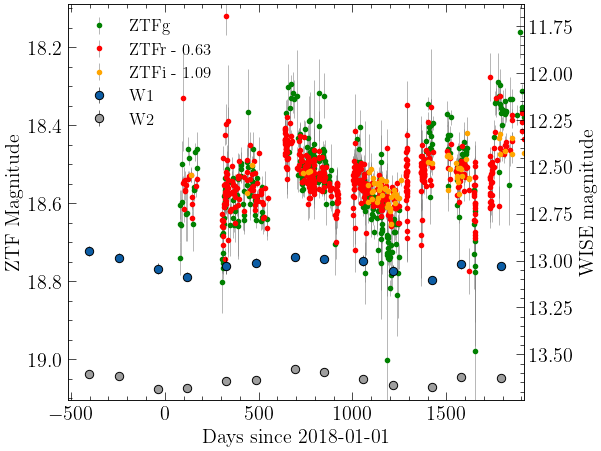 ZTFg
ZTFr - 0.63
ZTFi - 1.09
W1
W2
ZTF Magnitude
18.2
18.4
18.6
18.8
19.0
WISE magnitude
11.75
12.00
12.25
12.50
12.75
13.00
13.25
13.50
−500 0 500 1000 1500
Days since 2018-01-01